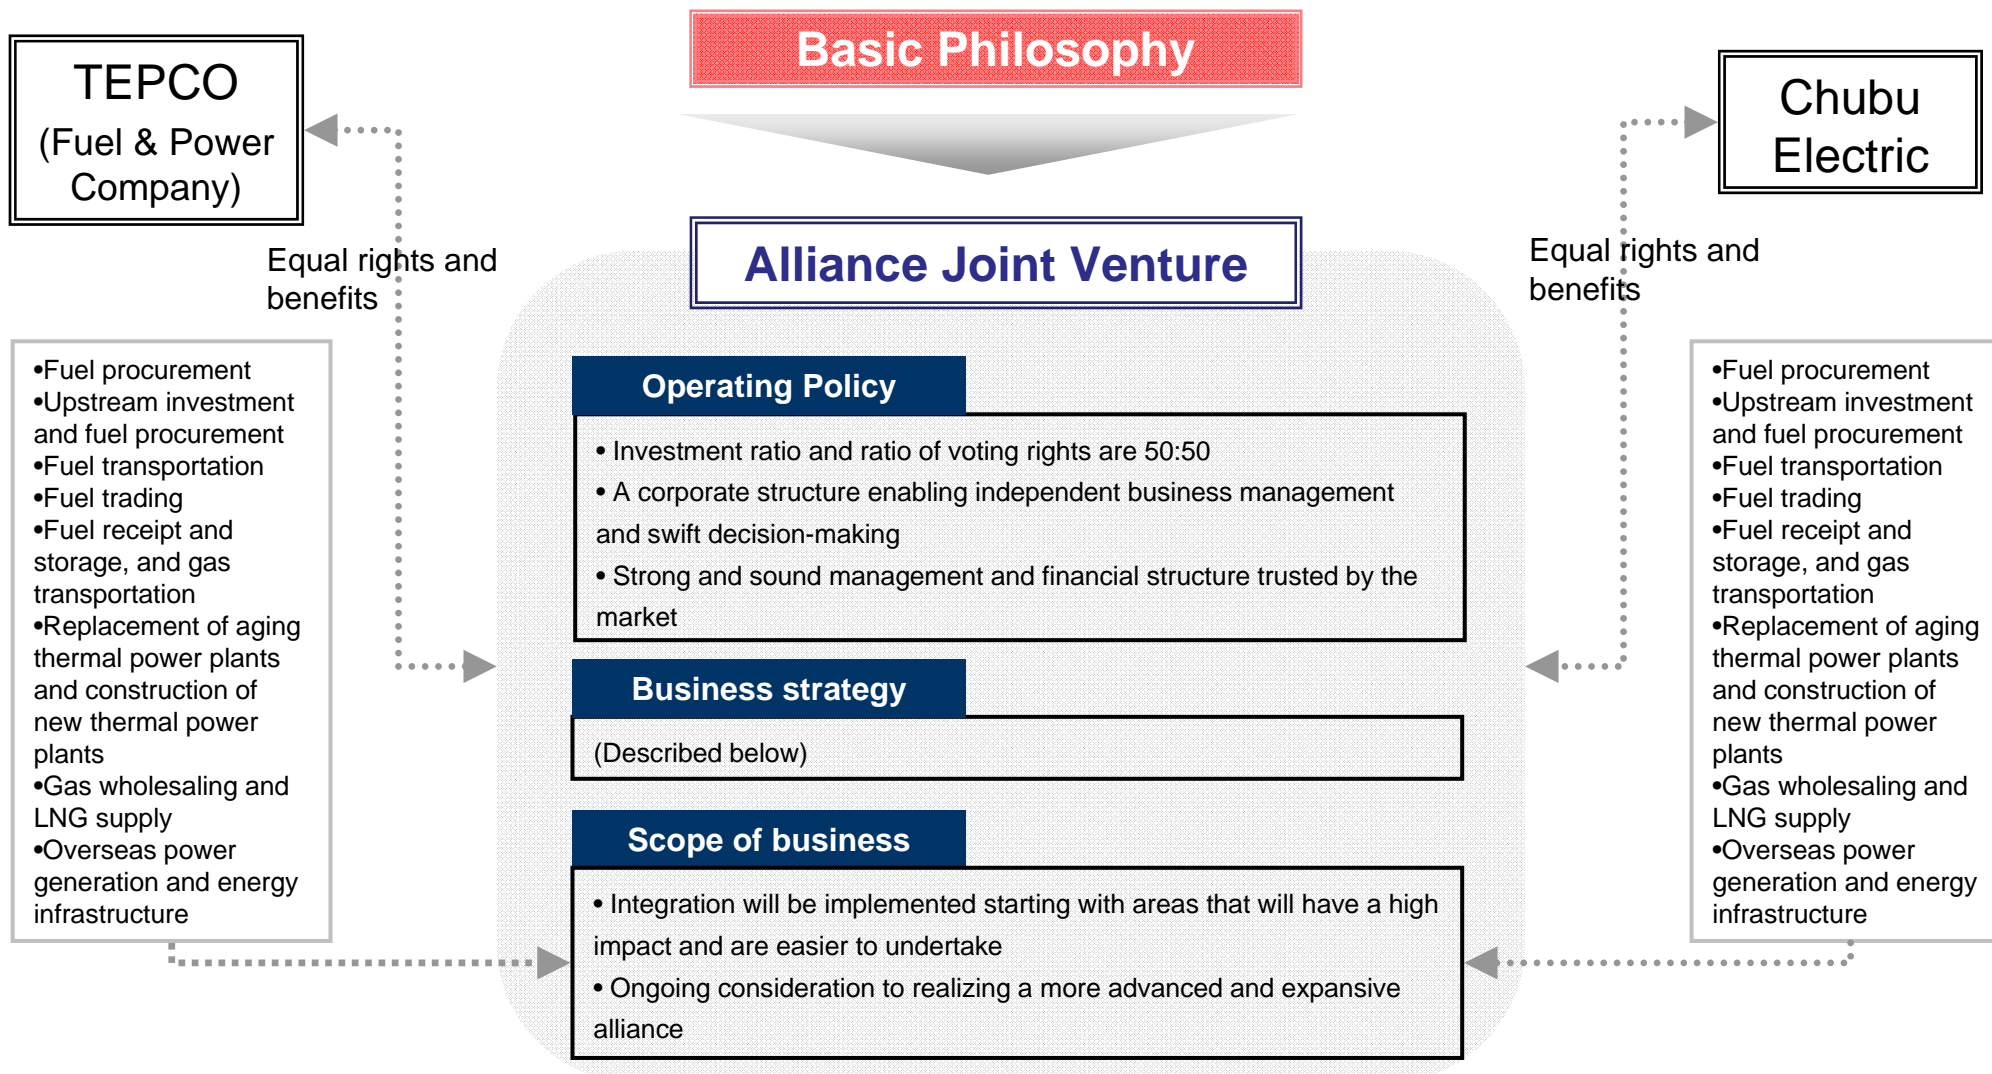 Basic Philosophy
TEPCO
(Fuel & Power
Company)
Chubu
Electric
Alliance Joint Venture
Equal rights and
benefits
Equal rights and
benefits
•Fuel procurement
•Upstream investment
and fuel procurement
•Fuel transportation
•Fuel trading
•Fuel receipt and
storage, and gas
transportation
•Replacement of aging
thermal power plants
and construction of
new thermal power
plants
•Gas wholesaling and
LNG supply
•Overseas power
generation and energy
infrastructure
Operating Policy
• Investment ratio and ratio of voting rights are 50:50
• A corporate structure enabling independent business management
and swift decision-making
• Strong and sound management and financial structure trusted by the
market
Business strategy
(Described below)
Scope of business
• Integration will be implemented starting with areas that will have a high
impact and are easier to undertake
• Ongoing consideration to realizing a more advanced and expansive
alliance
•Fuel procurement
•Upstream investment
and fuel procurement
•Fuel transportation
•Fuel trading
•Fuel receipt and
storage, and gas
transportation
•Replacement of aging
thermal power plants
and construction of
new thermal power
plants
•Gas wholesaling and
LNG supply
•Overseas power
generation and energy
infrastructure